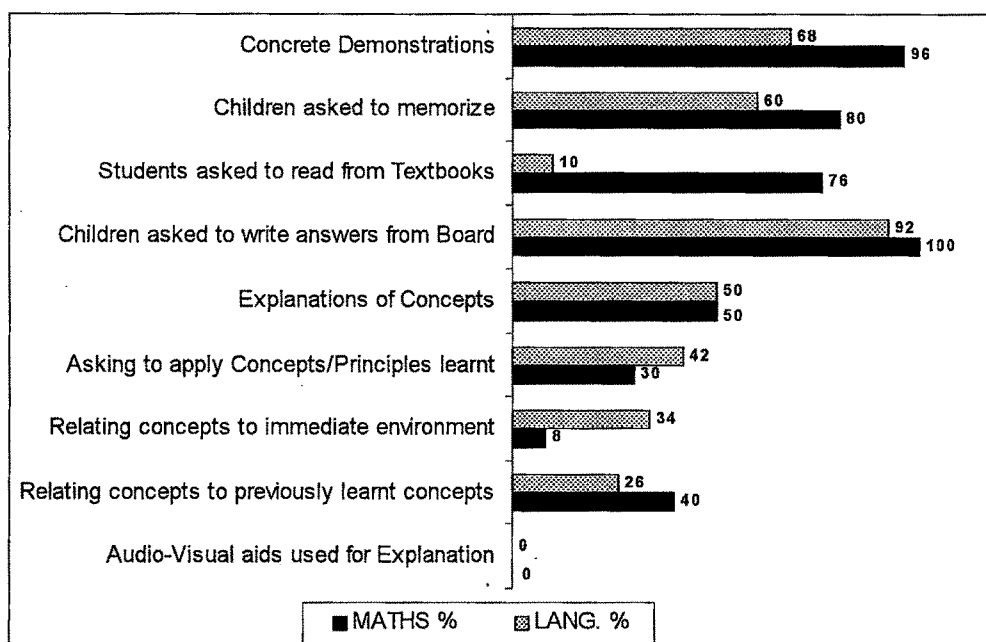 Concrete Demonstrations
68
96
Children asked to memorize
60
80
Students asked to read from Textbooks
10
76
Children asked to write answers from Board
92
100
Explanations of Concepts
50
50
Asking to apply Concepts/Principles learnt
42
30
Relating concepts to immediate environment
34
8
Relating concepts to previously learnt concepts
26
40
Audio-Visual aids used for Explanation
0
0
MATHS % LANG. %